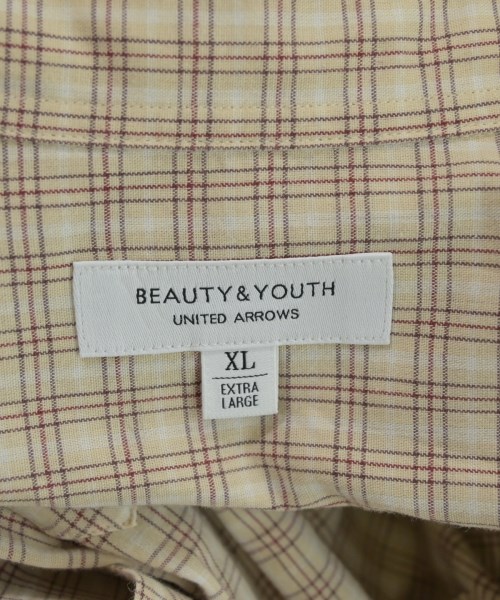 BEAUTY&YOUTH
UNITED ARROWS
XL
EXTRA
LARGE